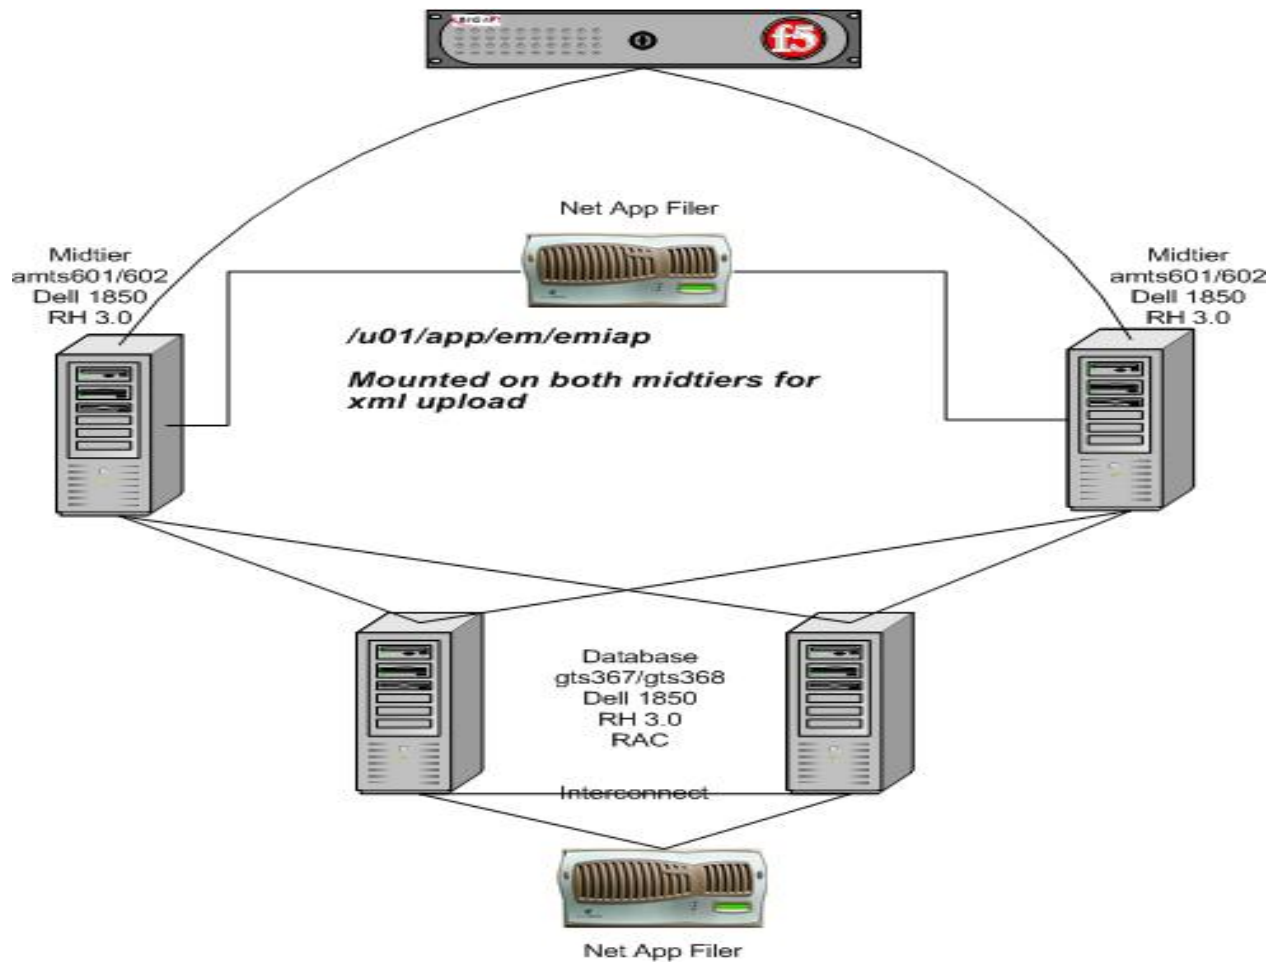 f5
Net App Filer
Midtier
amts601/602
Dell 1850
RH 3.0
Midtier
amts601/602
Dell 1850
RH 3.0
/u01/app/em/emiap
Mounted on both midtiers for
xml upload
Database
gts367/gts368
Dell 1850
RH 3.0
RAC
Interconnect
Net App Filer